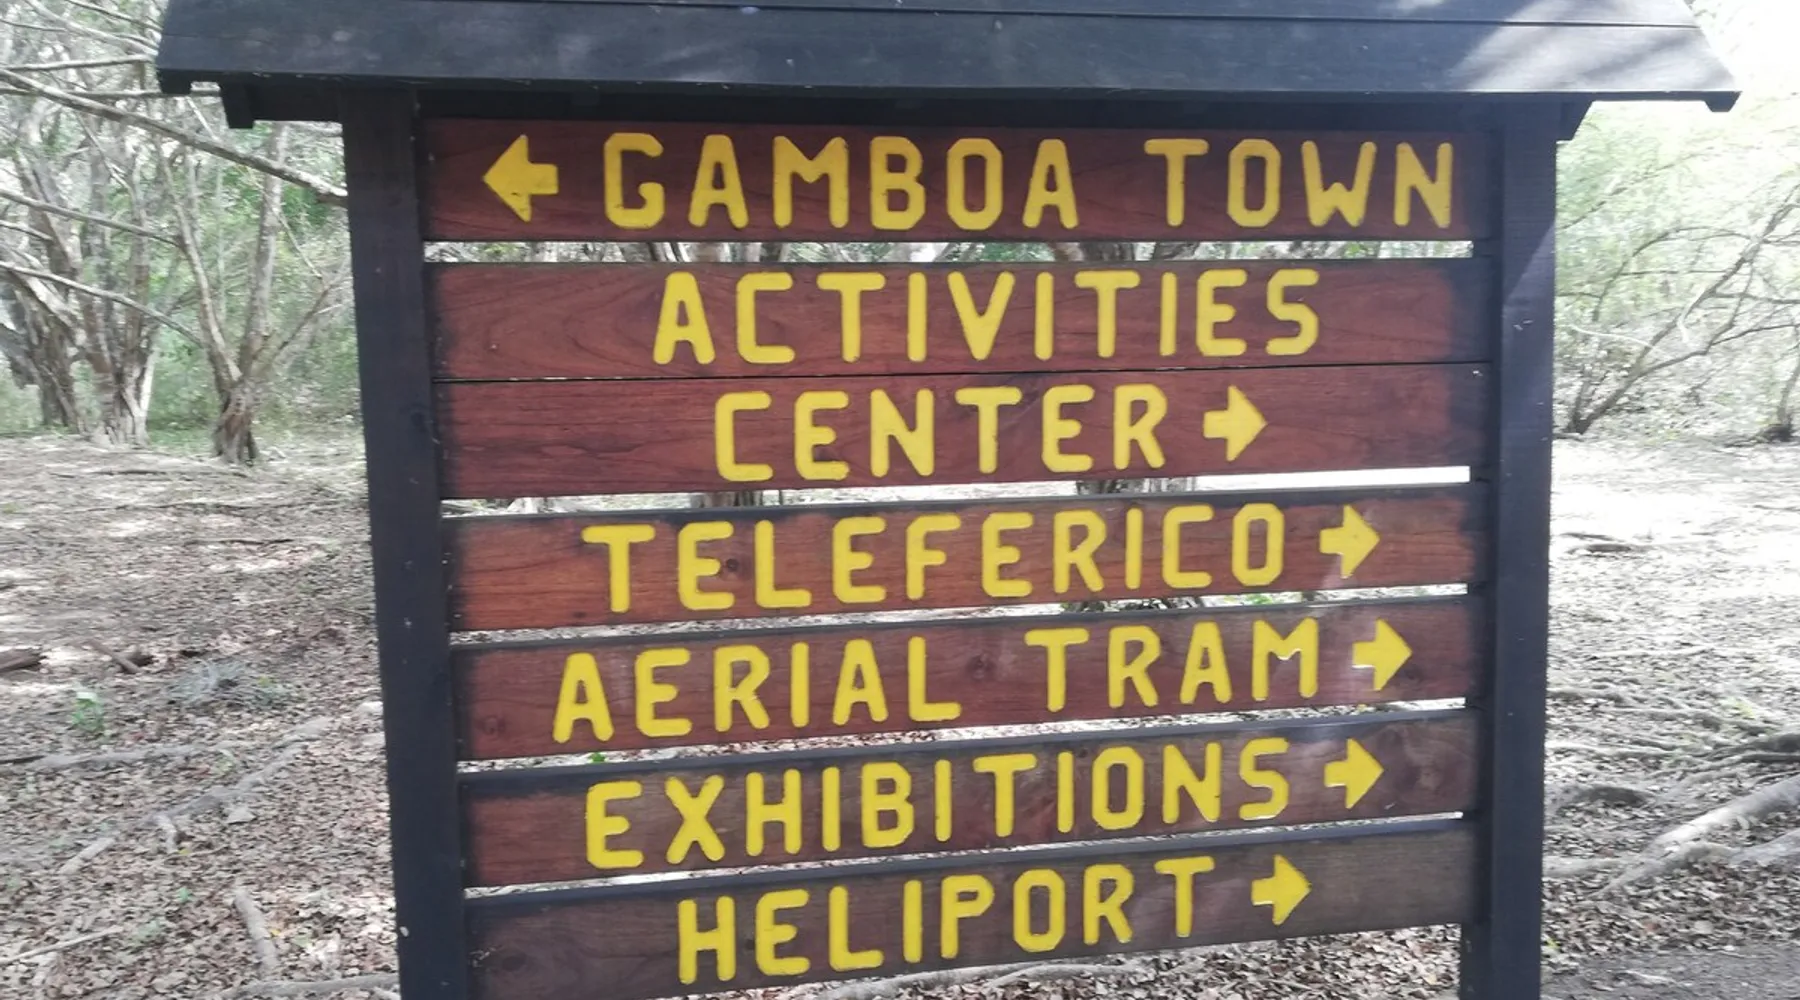 ← GAMBOA TOWN
ACTIVITIES
CENTER →
TELEFERICO →
AERIAL TRAM →
EXHIBITIONS →
HELIPORT →